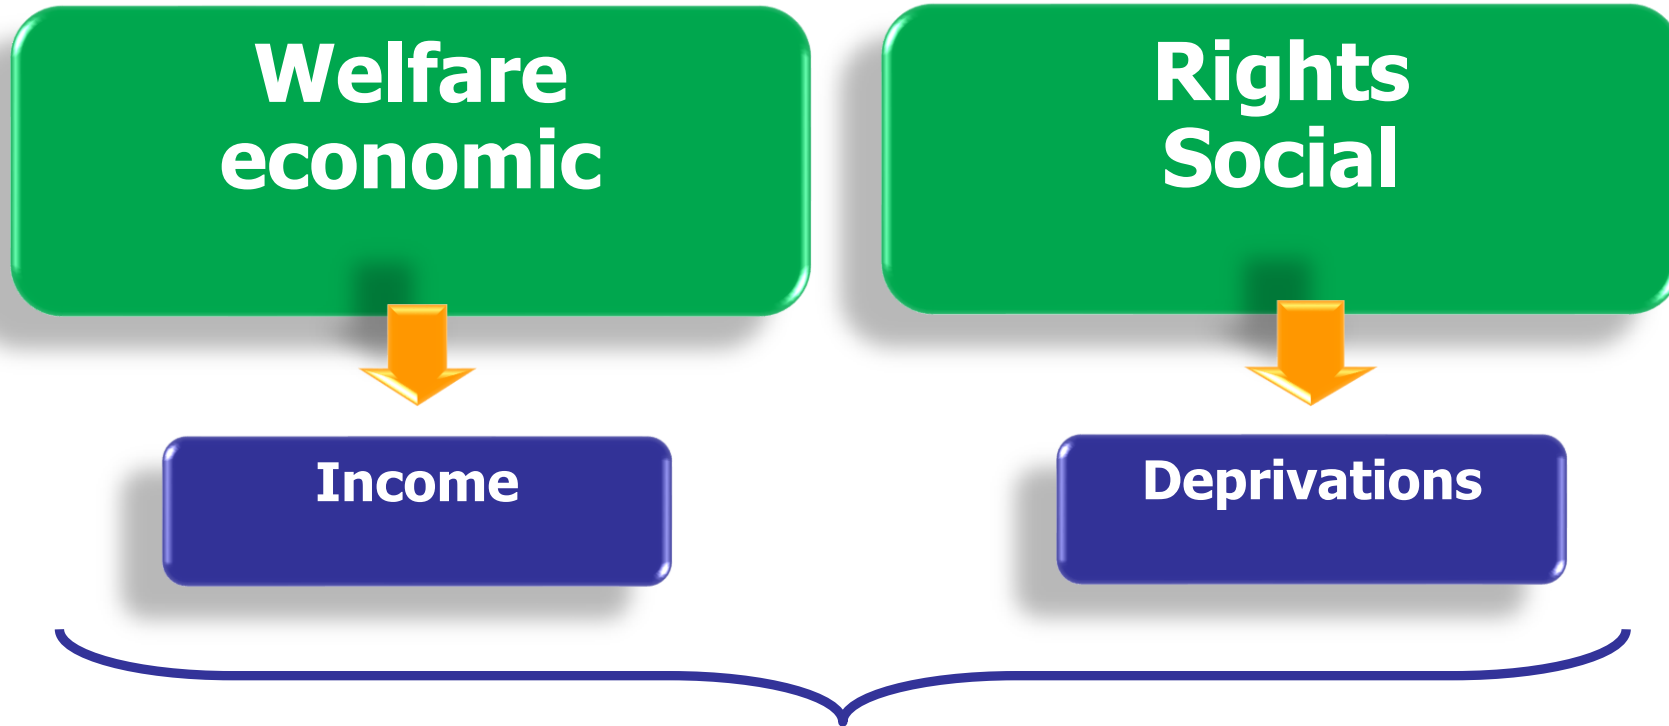 Welfare
economic
Rights
Social
Income
Deprivations